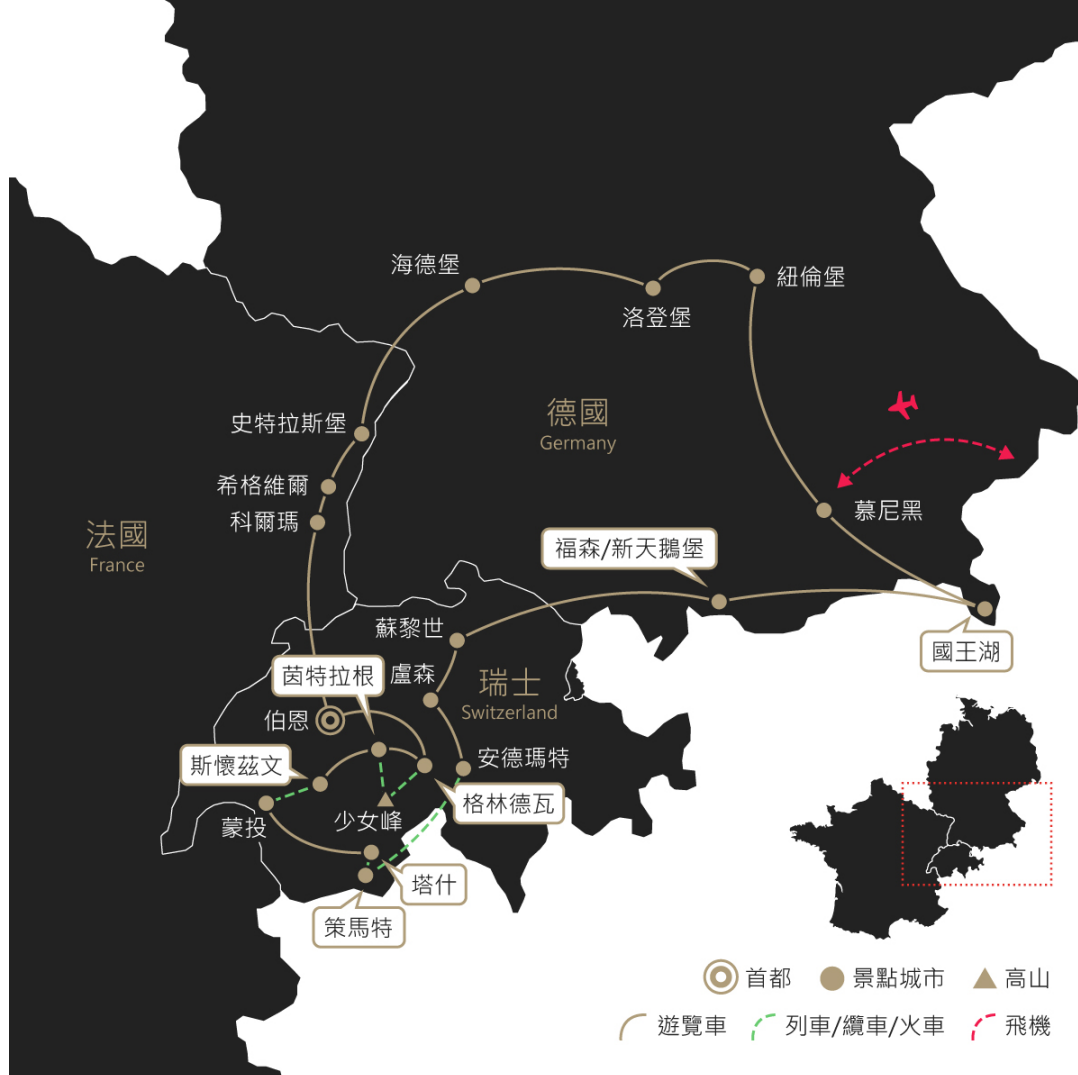 海德堡
紐倫堡
洛登堡
德國
Germany
史特拉斯堡
希格維爾
慕尼黑
科爾瑪
法國
France
福森/新天鵝堡
蘇黎世
國王湖
茵特拉根
盧森
瑞士
Switzerland
伯恩
斯懷茲文
安德瑪特
格林德瓦
蒙投
少女峰
塔什
策馬特
首都
景點城市
高山
遊覽車
列車/纜車/火車
飛機